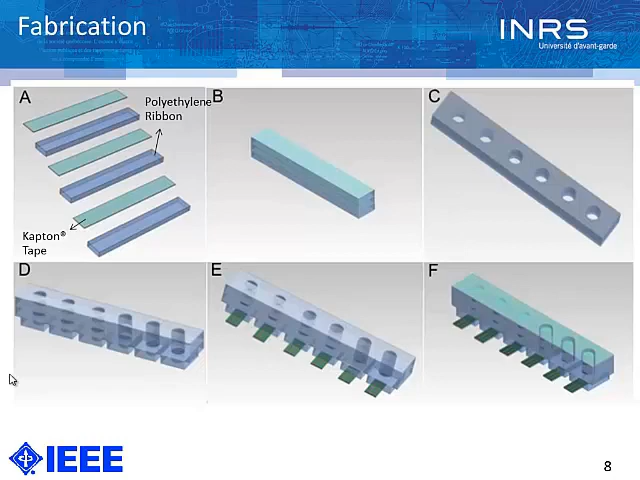 Fabrication
INRS
Université d'avant-garde
A
Polyethylene
Ribbon
B
C
Kapton®
Tape
D
E
F
IEEE
8